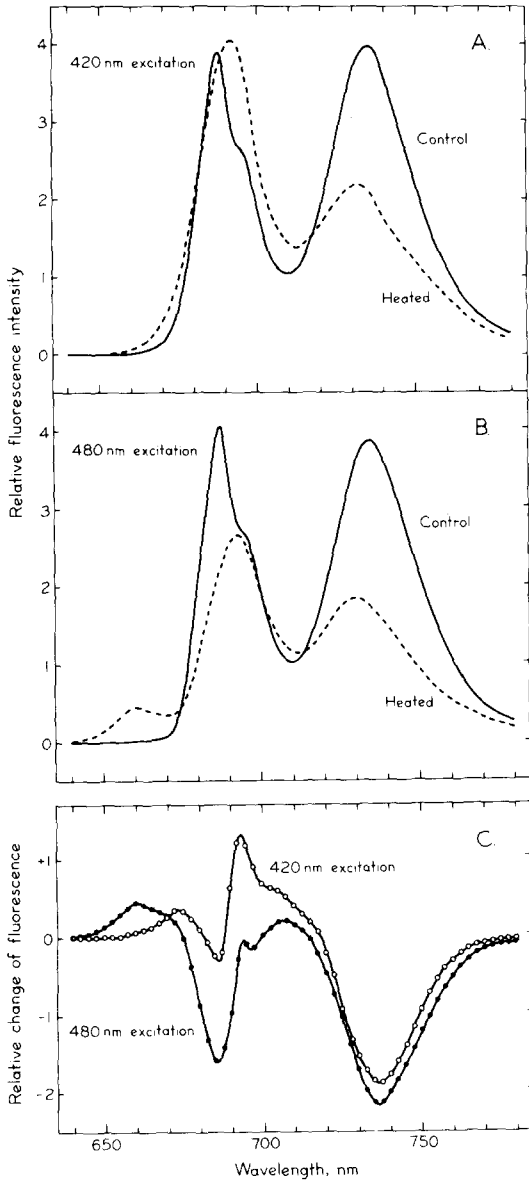 A.
420 nm excitation
4
3
2
1
0
Control
Heated
B.
480 nm excitation
4
3
2
1
0
Control
Heated
Relative fluorescence intensity
C.
420 nm excitation
+1
0
-1
-2
480 nm excitation
Relative change of fluorescence
650
700
750
Wavelength, nm